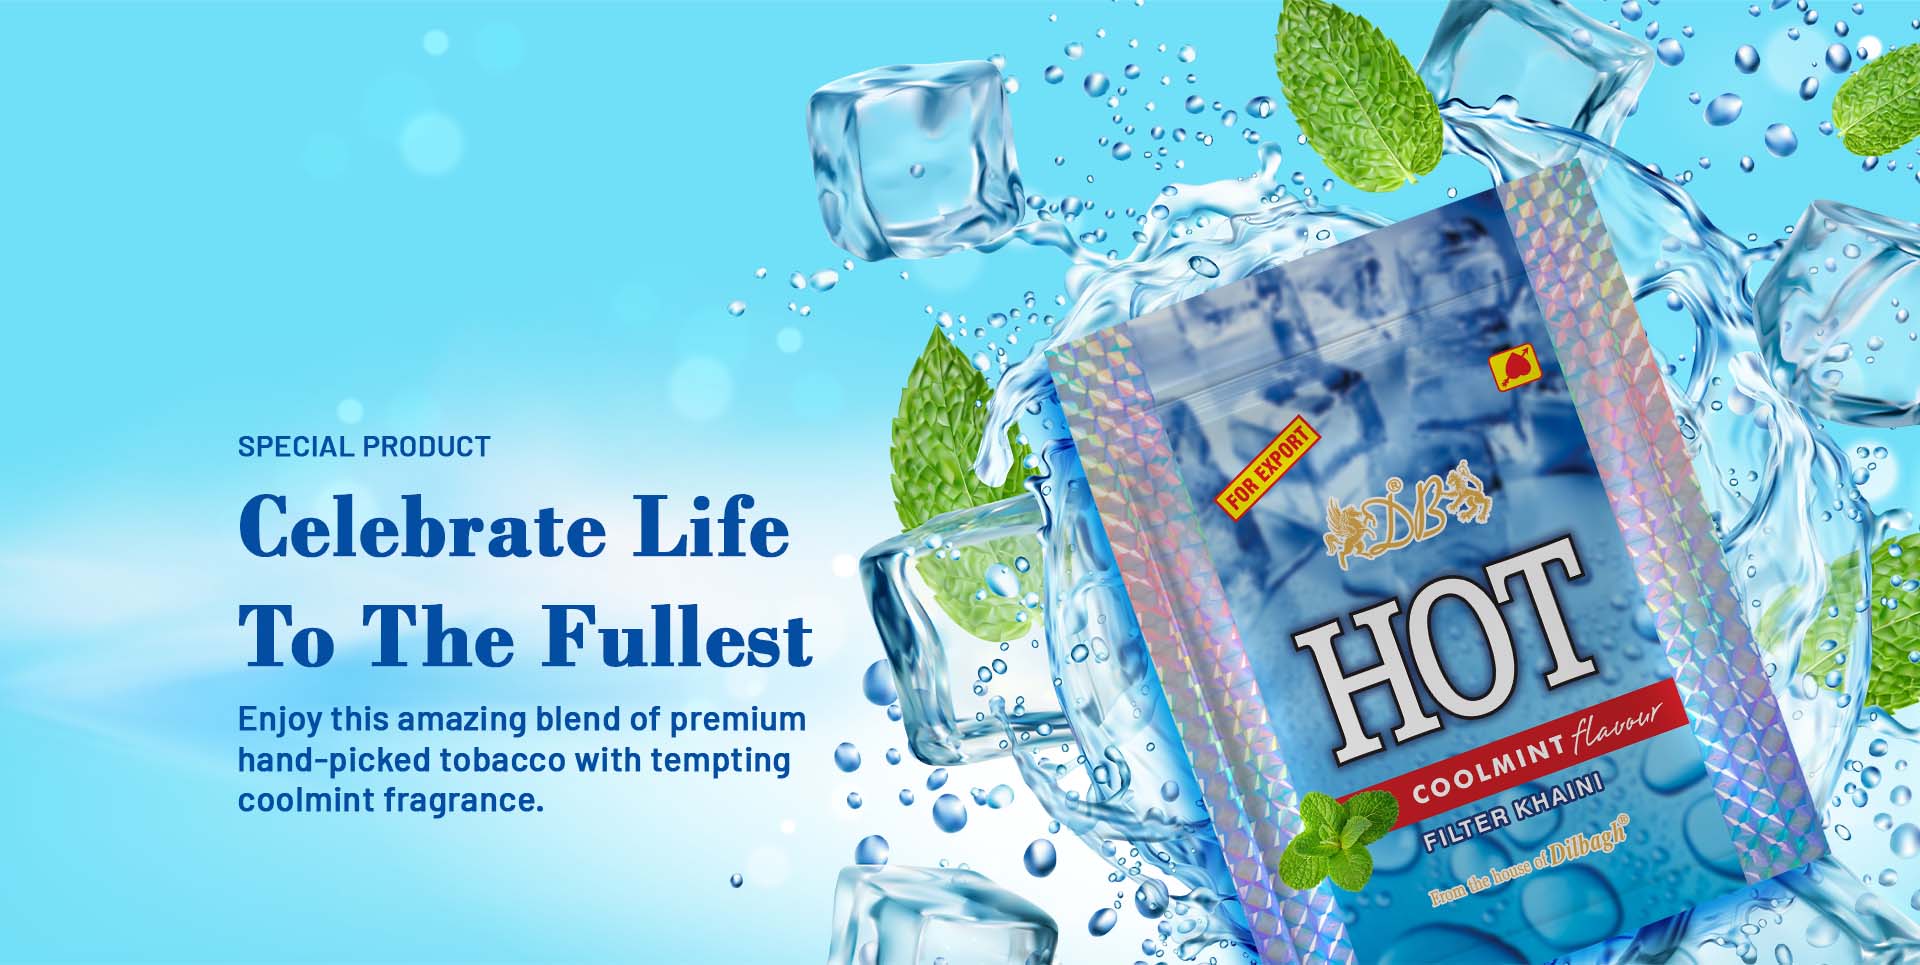 SPECIAL PRODUCT
Celebrate Life
To The Fullest
Enjoy this amazing blend of premium
hand-picked tobacco with tempting
coolmint fragrance.
FOR EXPORT
DB®
HOT
COOLMINT flavour
FILTER KHAINI
From the house of Dilbagh®